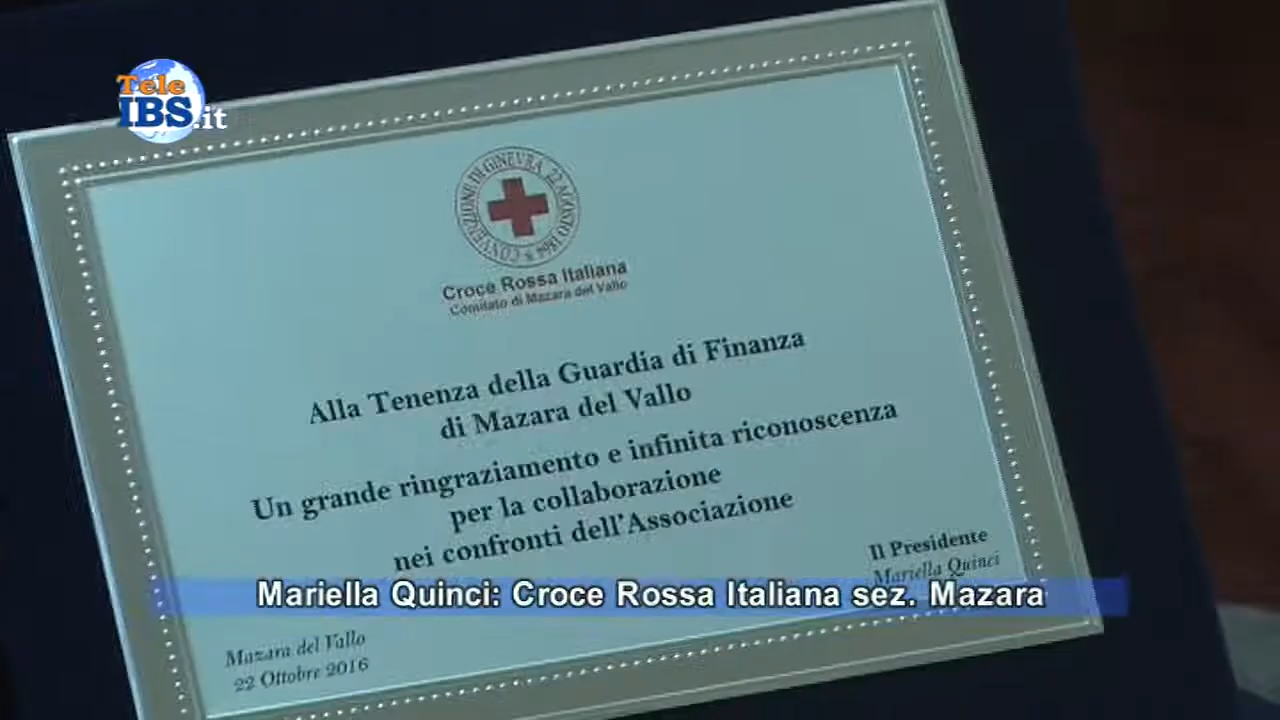 Tele
IBS.it
CONVENZIONE DI GINEVRA 22 AGOSTO 1864
Croce Rossa Italiana
Comitato di Mazara del Vallo
Alla Tenenza della Guardia di Finanza
di Mazara del Vallo
Un grande ringraziamento e infinita riconoscenza
per la collaborazione
nei confronti dell'Associazione
Il Presidente
Mariella Quinci
Mariella Quinci: Croce Rossa Italiana sez. Mazara
Mazara del Vallo
22 Ottobre 2016